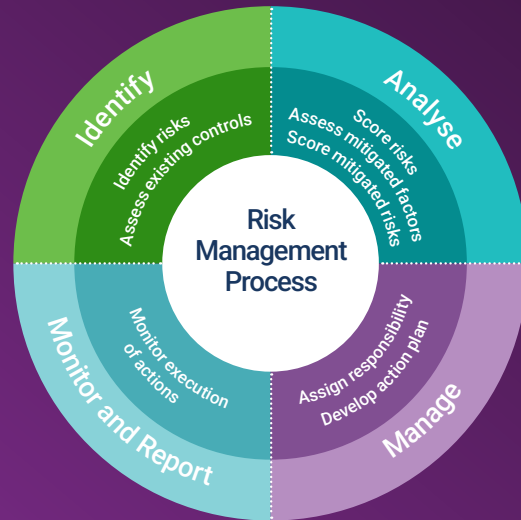 Identify
Identify risks
Assess existing controls
Analyse
Score risks
Assess mitigated factors
Score mitigated risks
Risk
Management
Process
Monitor and Report
Monitor execution
of actions
Manage
Assign responsibility
Develop action plan